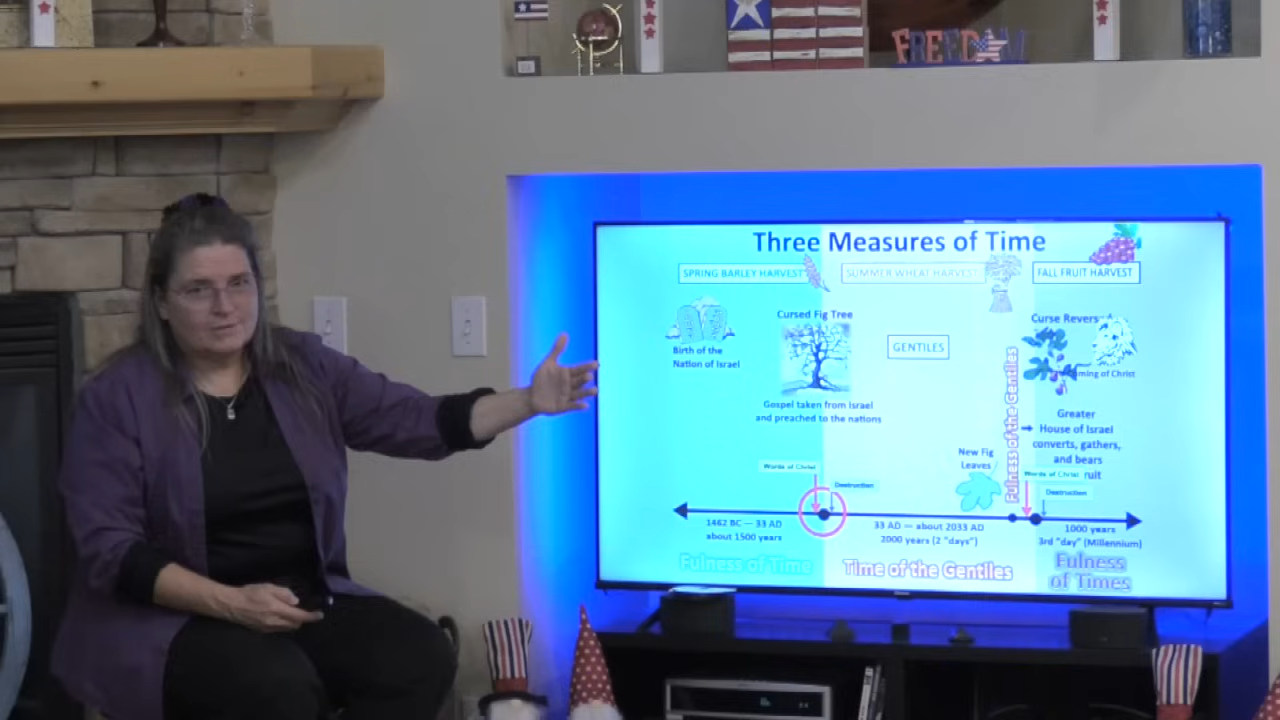 FREEDOM
Three Measures of Time
SPRING BARLEY HARVEST
SUMMER WHEAT HARVEST
FALL FRUIT HARVEST
Birth of the
Nation of Israel
Cursed Fig Tree
Gospel taken from Israel
and preached to the nations
GENTILES
Curse
Coming of Christ
Fulness of the Gentiles
Greater
House of Israel
converts, gathers,
and bears
New Fig
Leaves
Words of Christ
Destruction
Words of Christ
Destruction
1462 BC — 33 AD
about 1500 years
33 AD — about 2033 AD
2000 years (2 "days")
1000 years
3rd "day" (Millennium)
Fulness of Time
Time of the Gentiles
Fulness
of Times